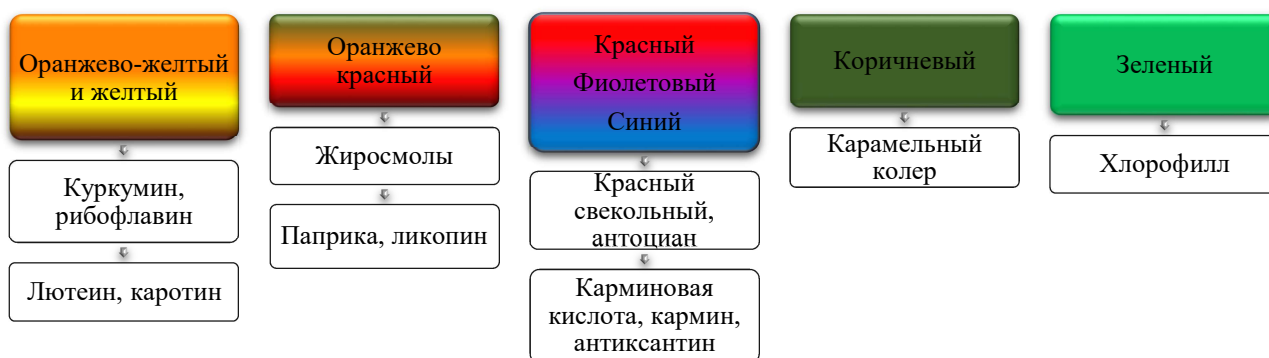 Оранжево-желтый
и желтый
Куркумин,
рибофлавин
Лютеин, каротин
Оранжево
красный
Жиросмолы
Паприка, ликопин
Красный
Фиолетовый
Синий
Красный
свекольный,
антоциан
Карминовая
кислота, кармин,
антиксантин
Коричневый
Карамельный
колер
Зеленый
Хлорофилл